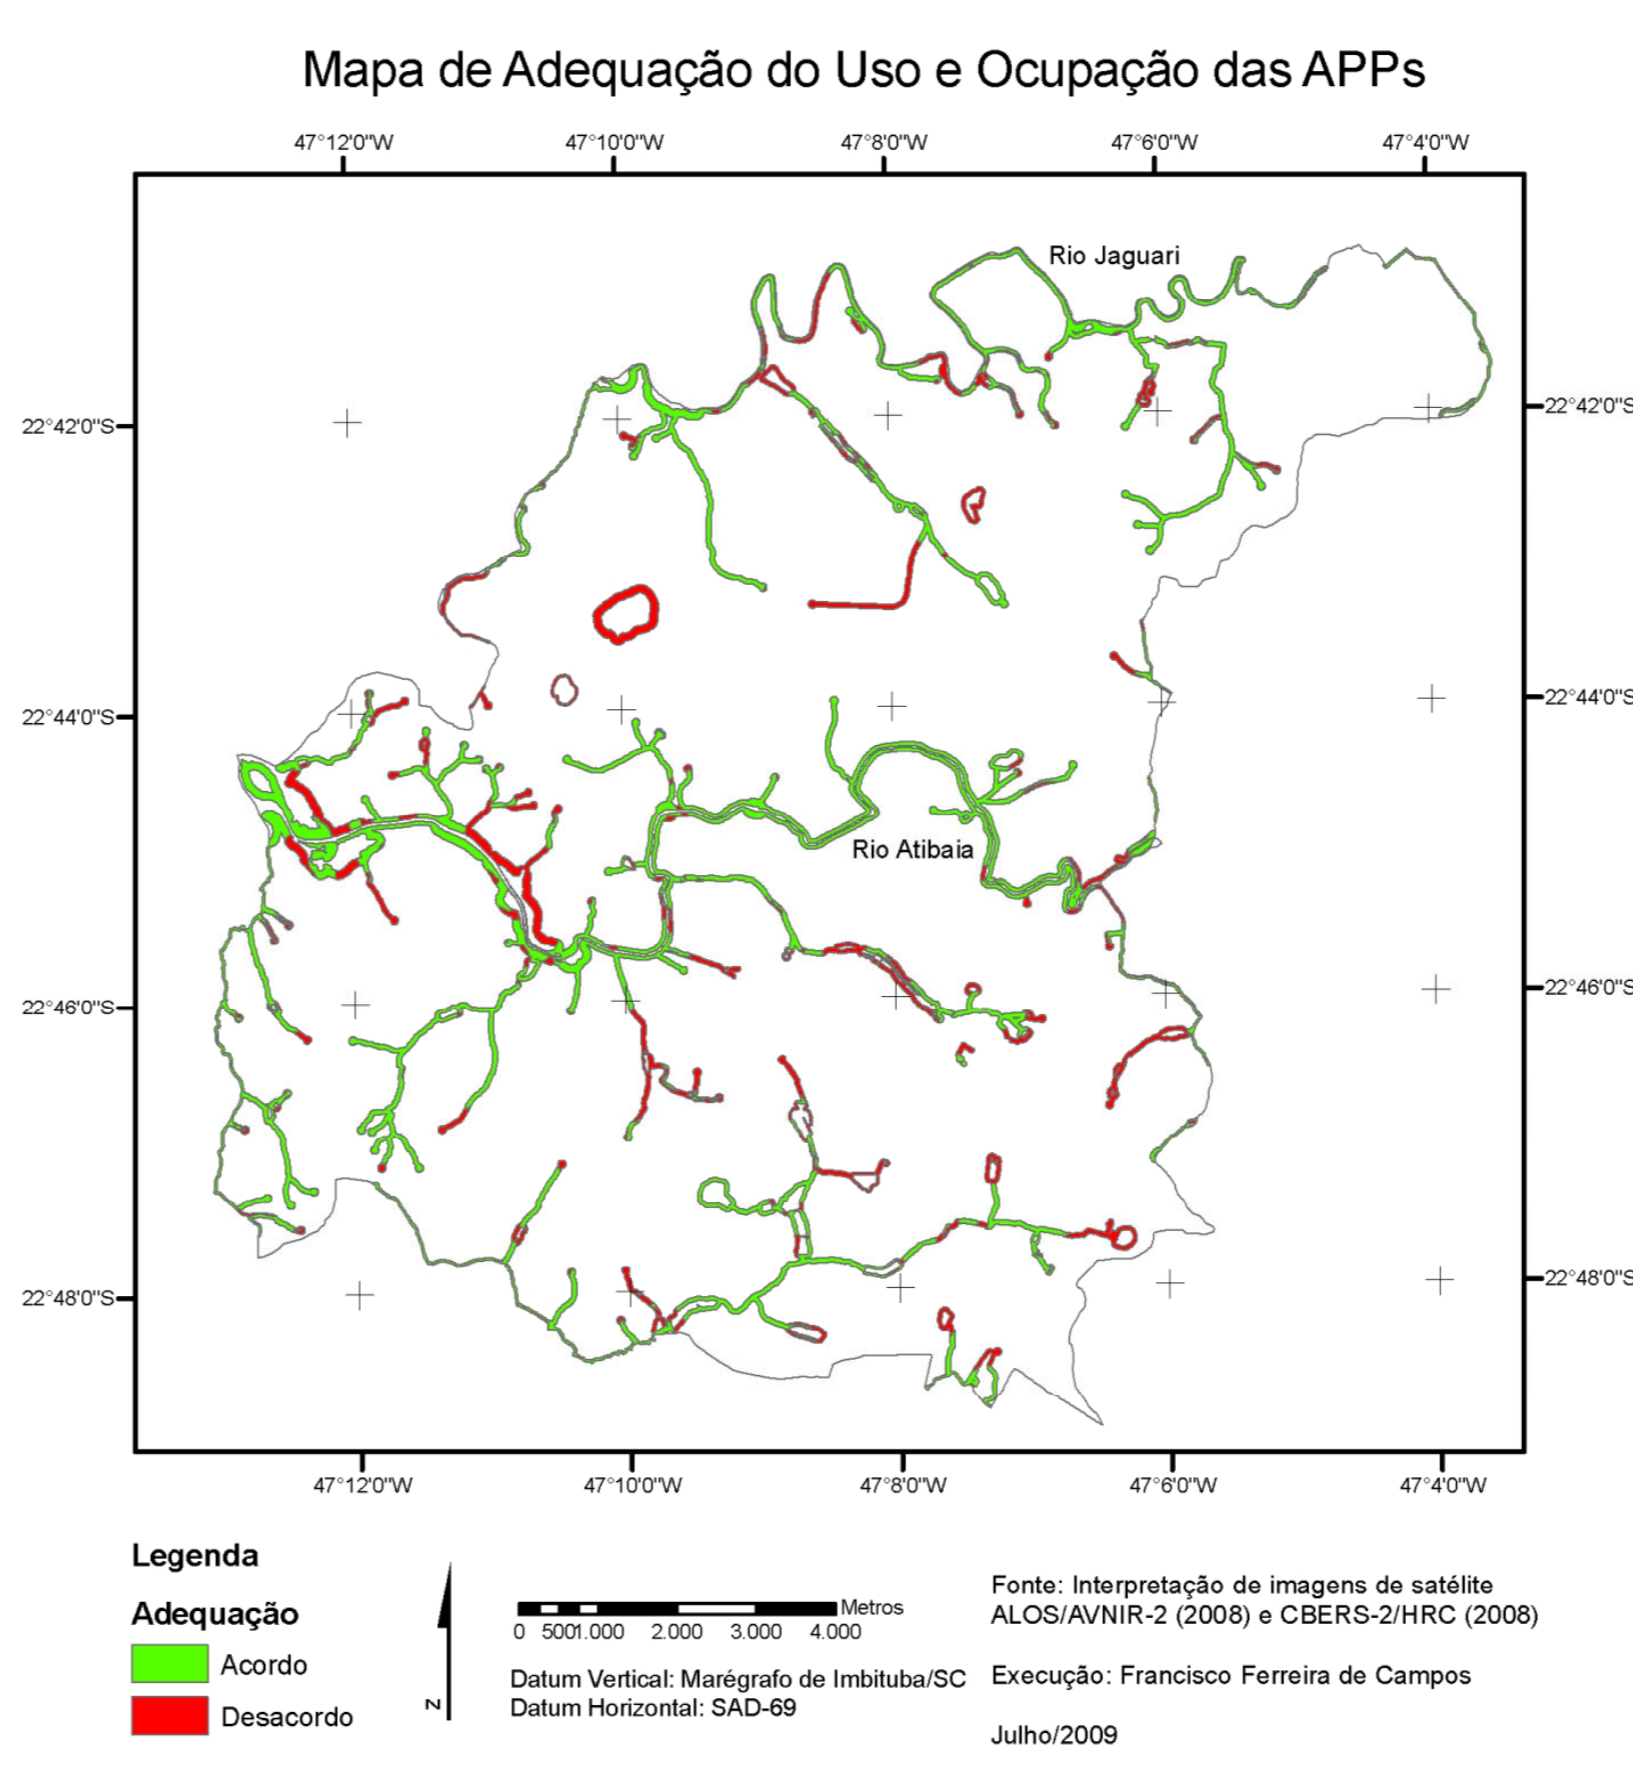 Mapa de Adequação do Uso e Ocupação das APPs
47°12'0"W 47°10'0"W 47°8'0"W 47°6'0"W 47°4'0"W
Rio Jaguari
22°42'0"S 22°42'0"S
22°44'0"S 22°44'0"S
Rio Atibaia
22°46'0"S 22°46'0"S
22°48'0"S 22°48'0"S
47°12'0"W 47°10'0"W 47°8'0"W 47°6'0"W 47°4'0"W
Legenda
Adequação
Acordo
Desacordo
N
Metros
0 500 1.000 2.000 3.000 4.000
Datum Vertical: Marégrafo de Imbituba/SC
Datum Horizontal: SAD-69
Fonte: Interpretação de imagens de satélite
ALOS/AVNIR-2 (2008) e CBERS-2/HRC (2008)
Execução: Francisco Ferreira de Campos
Julho/2009